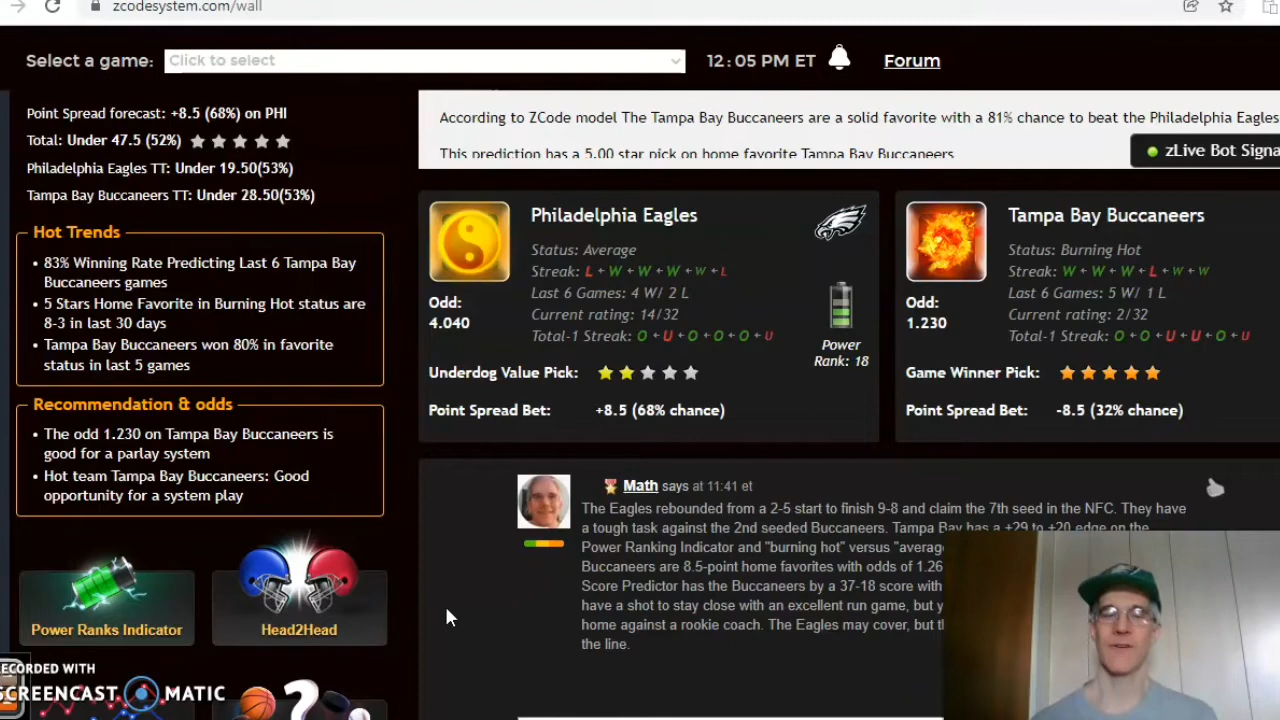 zcodesystem.com/wall
Select a game: Click to select 12:05 PM ET Forum
Point Spread forecast: +8.5 (68%) on PHI
Total: Under 47.5 (52%)
Philadelphia Eagles TT: Under 19.50(53%)
Tampa Bay Buccaneers TT: Under 28.50(53%)
Hot Trends
• 83% Winning Rate Predicting Last 6 Tampa Bay
Buccaneers games
• 5 Stars Home Favorite in Burning Hot status are
8-3 in last 30 days
• Tampa Bay Buccaneers won 80% in favorite
status in last 5 games
Recommendation & odds
• The odd 1.230 on Tampa Bay Buccaneers is
good for a parlay system
• Hot team Tampa Bay Buccaneers: Good
opportunity for a system play
Power Ranks Indicator
Head2Head
RECORDED WITH
SCREENCAST MATIC
According to ZCode model The Tampa Bay Buccaneers are a solid favorite with a 81% chance to beat the Philadelphia Eagles
This prediction has a 5.00 star pick on home favorite Tampa Bay Buccaneers
zLive Bot Signa
Philadelphia Eagles
Status: Average
Streak: L W W W W L
Last 6 Games: 4 W/ 2 L
Odd:
4.040
Current rating: 14/32
Total-1 Streak: O U O O O U
Power
Rank: 18
Underdog Value Pick:
Point Spread Bet: +8.5 (68% chance)
Tampa Bay Buccaneers
Status: Burning Hot
Streak: W W W L W W
Last 6 Games: 5 W/ 1 L
Odd:
1.230
Current rating: 2/32
Total-1 Streak: O O U U O U
Game Winner Pick:
Point Spread Bet: -8.5 (32% chance)
Math says at 11:41 et
The Eagles rebounded from a 2-5 start to finish 9-8 and claim the 7th seed in the NFC. They have
a tough task against the 2nd seeded Buccaneers. Tampa Bay has a +29 to +20 edge on the
Power Ranking Indicator and "burning hot" versus "average
Buccaneers are 8.5-point home favorites with odds of 1.26
Score Predictor has the Buccaneers by a 37-18 score with
have a shot to stay close with an excellent run game, but y
home against a rookie coach. The Eagles may cover, but
the line.